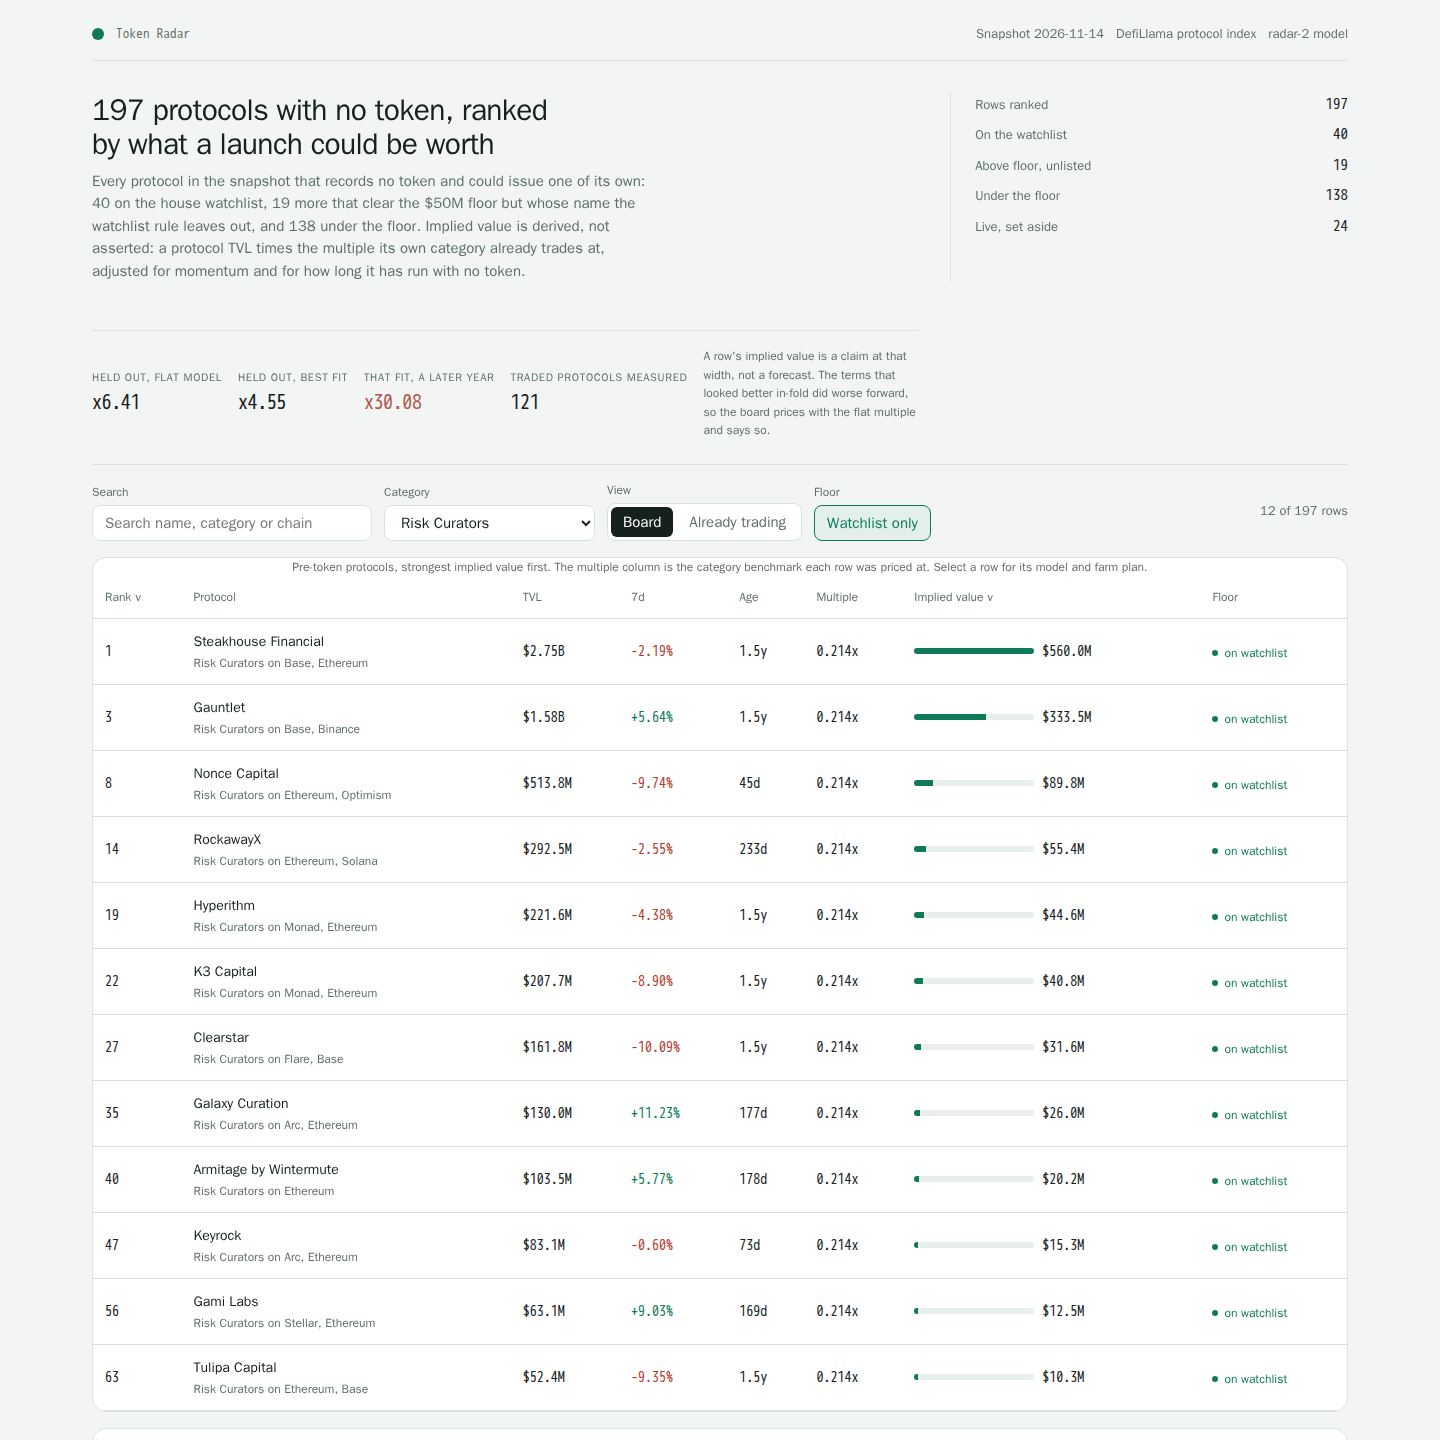 Token Radar
Snapshot 2026-11-14 DefiLlama protocol index radar-2 model
197 protocols with no token, ranked
by what a launch could be worth
Every protocol in the snapshot that records no token and could issue one of its own:
40 on the house watchlist, 19 more that clear the $50M floor but whose name the
watchlist rule leaves out, and 138 under the floor. Implied value is derived, not
asserted: a protocol TVL times the multiple its own category already trades at,
adjusted for momentum and for how long it has run with no token.
Rows ranked 197
On the watchlist 40
Above floor, unlisted 19
Under the floor 138
Live, set aside 24
HELD OUT, FLAT MODEL
x6.41
HELD OUT, BEST FIT
x4.55
THAT FIT, A LATER YEAR
x30.08
TRADED PROTOCOLS MEASURED
121
A row's implied value is a claim at that
width, not a forecast. The terms that
looked better in-fold did worse forward,
so the board prices with the flat multiple
and says so.
Search
Search name, category or chain
Category
Risk Curators
View
Board Already trading
Floor
Watchlist only
12 of 197 rows
Pre-token protocols, strongest implied value first. The multiple column is the category benchmark each row was priced at. Select a row for its model and farm plan.
Rank v Protocol TVL 7d Age Multiple Implied value v Floor
1 Steakhouse Financial $2.75B -2.19% 1.5y 0.214x $560.0M on watchlist
Risk Curators on Base, Ethereum
3 Gauntlet $1.58B +5.64% 1.5y 0.214x $333.5M on watchlist
Risk Curators on Base, Binance
8 Nonce Capital $513.8M -9.74% 45d 0.214x $89.8M on watchlist
Risk Curators on Ethereum, Optimism
14 RockawayX $292.5M -2.55% 233d 0.214x $55.4M on watchlist
Risk Curators on Ethereum, Solana
19 Hyperithm $221.6M -4.38% 1.5y 0.214x $44.6M on watchlist
Risk Curators on Monad, Ethereum
22 K3 Capital $207.7M -8.90% 1.5y 0.214x $40.8M on watchlist
Risk Curators on Monad, Ethereum
27 Clearstar $161.8M -10.09% 1.5y 0.214x $31.6M on watchlist
Risk Curators on Flare, Base
35 Galaxy Curation $130.0M +11.23% 177d 0.214x $26.0M on watchlist
Risk Curators on Arc, Ethereum
40 Armitage by Wintermute $103.5M +5.77% 178d 0.214x $20.2M on watchlist
Risk Curators on Ethereum
47 Keyrock $83.1M -0.60% 73d 0.214x $15.3M on watchlist
Risk Curators on Arc, Ethereum
56 Gami Labs $63.1M +9.03% 169d 0.214x $12.5M on watchlist
Risk Curators on Stellar, Ethereum
63 Tulipa Capital $52.4M -9.35% 1.5y 0.214x $10.3M on watchlist
Risk Curators on Ethereum, Base